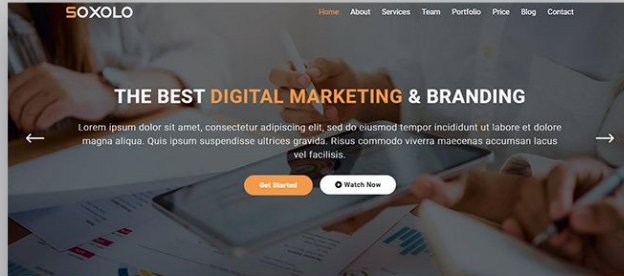 SOXOLO
Home About Services Team Portfolio Price Blog Contact
THE BEST DIGITAL MARKETING & BRANDING
Lorem ipsum dolor sit amet, consectetur adipiscing elit, sed do eiusmod tempor incididunt ut labore et dolore
magna aliqua. Quis ipsum suspendisse ultrices gravida. Risus commodo viverra maecenas accumsan lacus
vel facilisis.
Get Started Watch Now